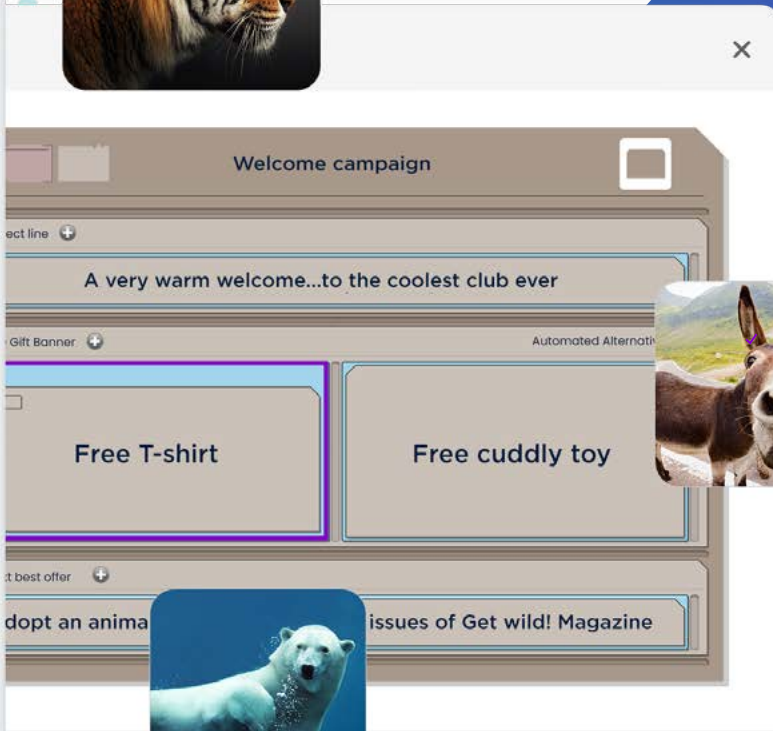 Welcome campaign
ect line
A very warm welcome...to the coolest club ever
Gift Banner
Automated Alternati
Free T-shirt
Free cuddly toy
t best offer
dopt an anima
issues of Get wild! Magazine